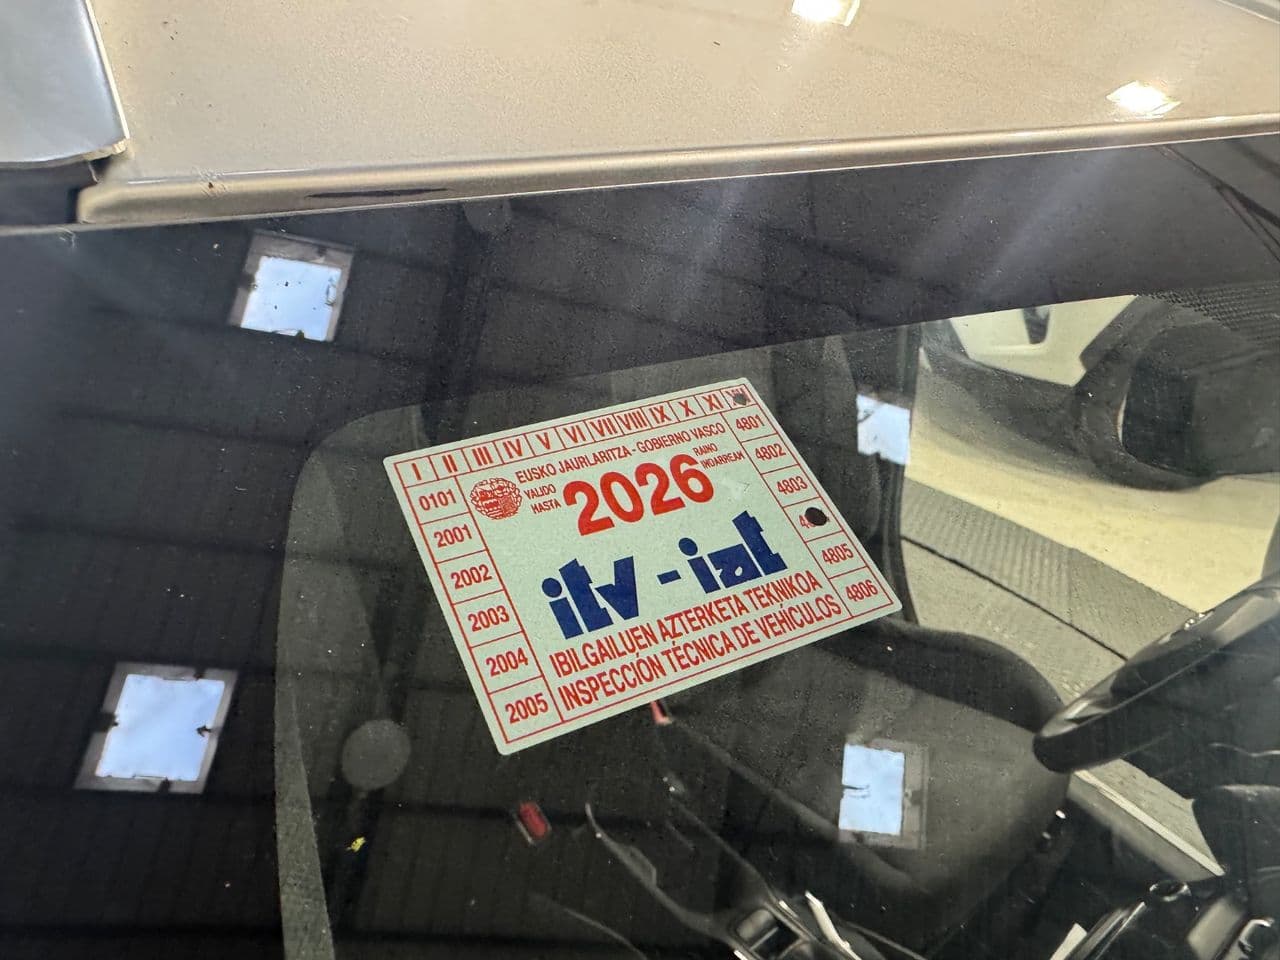 I II III IV V VI VII VIII IX X XI XII
EUSKO JAURLARITZA - GOBIERNO VASCO
VALIDO HASTA
2026
RAINO INDARREAN
0101
2001
2002
2003
2004
2005
4801
4802
4803
4805
4806
itv - iat
IBILGAILUEN AZTERKETA TEKNIKOA
INSPECCIÓN TÉCNICA DE VEHÍCULOS